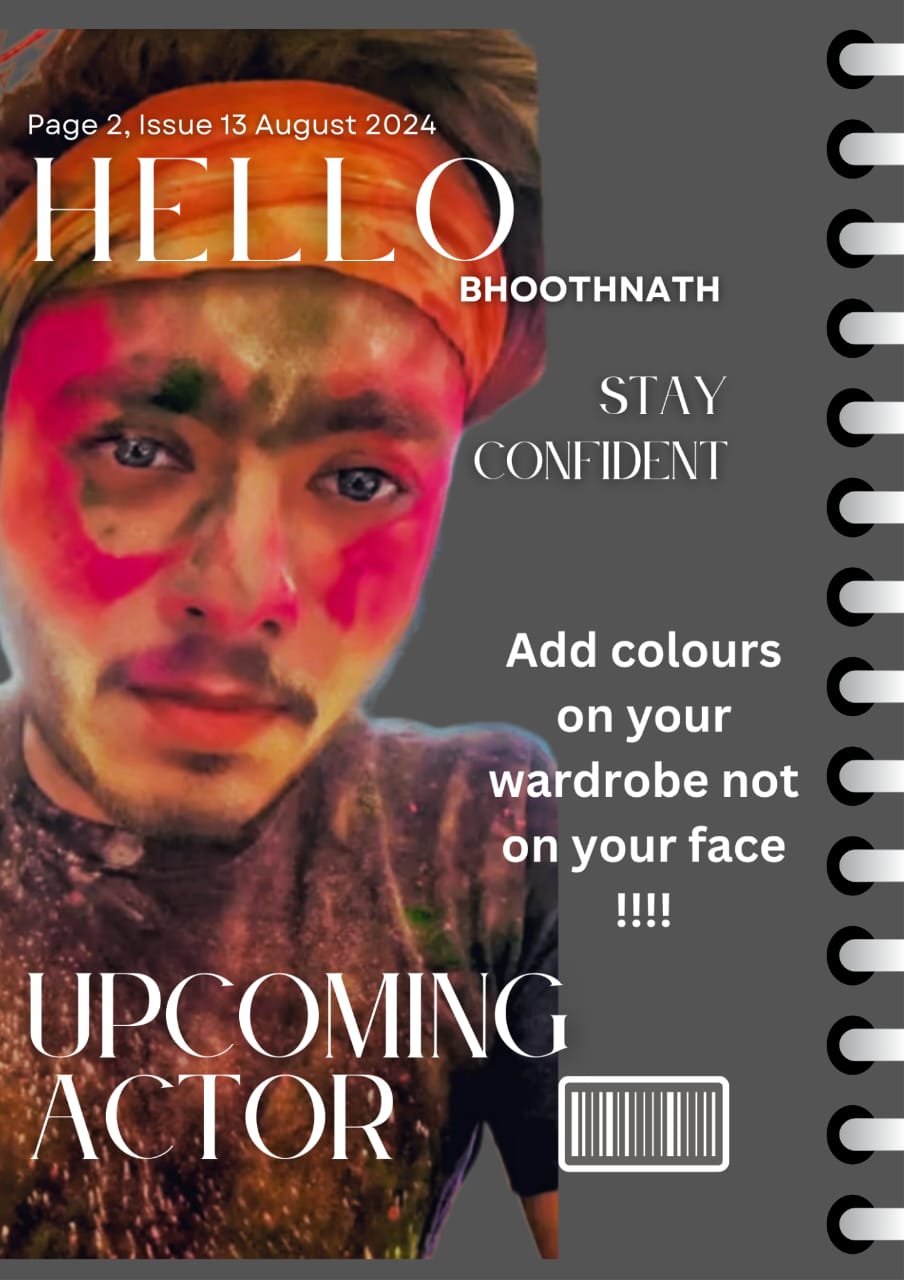 Page 2, Issue 13 August 2024
HELLO
BHOOTHNATH
STAY
CONFIDENT
Add colours
on your
wardrobe not
on your face
!!!!
UPCOMING
ACTOR